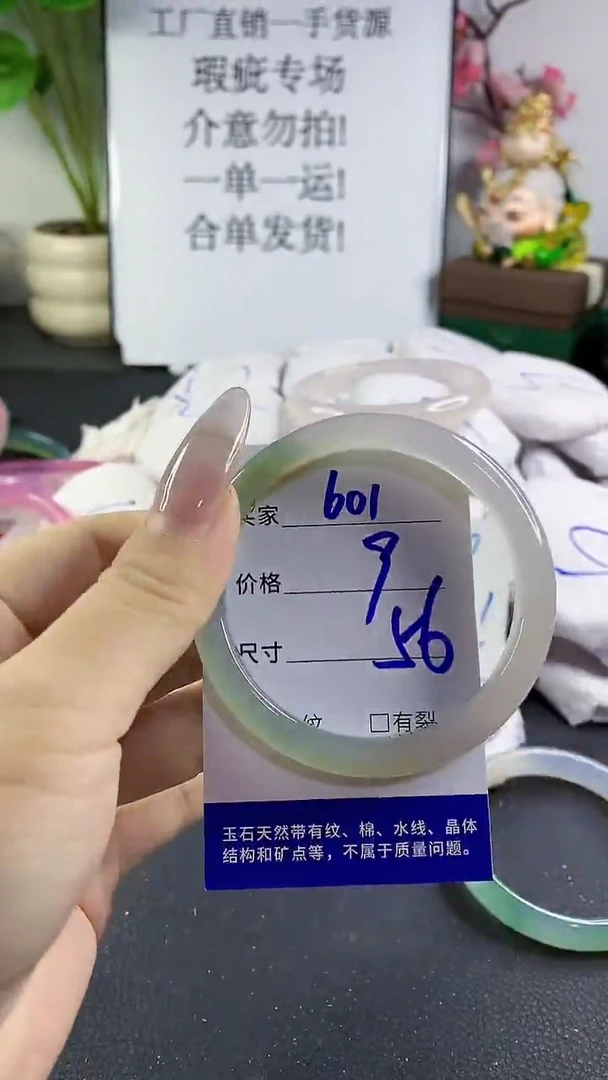 工厂直销一手货源
瑕疵专场
介意勿拍!
一单一运!
合单发货!
买家 601
价格 9
尺寸 56
纹 □有裂
玉石天然带有纹、棉、水线、晶体
结构和矿点等，不属于质量问题。